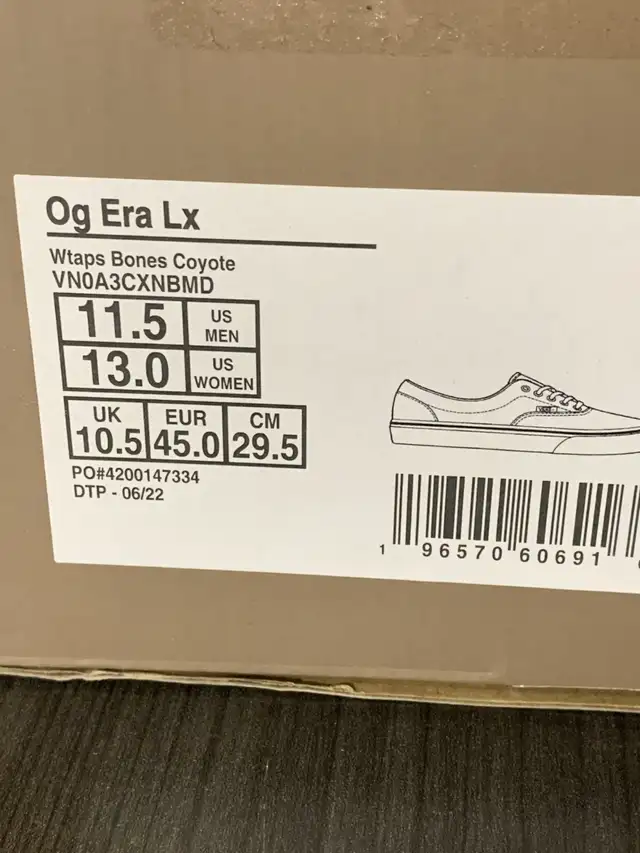 Og Era Lx
Wtaps Bones Coyote
VN0A3CXNBMD
11.5 US MEN
13.0 US WOMEN
UK EUR CM
10.5 45.0 29.5
PO#4200147334
DTP - 06/22
1 96570 60691